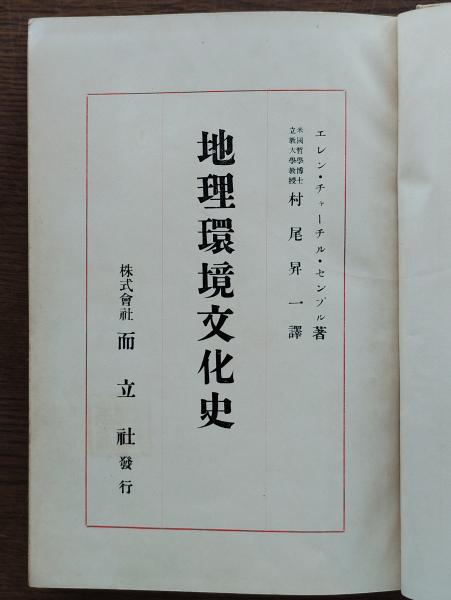 エレン・チャーチル・センプル著
米國哲學博士
立教大學教授
村尾昇一譯
地理環境文化史
株式會社 而立社發行